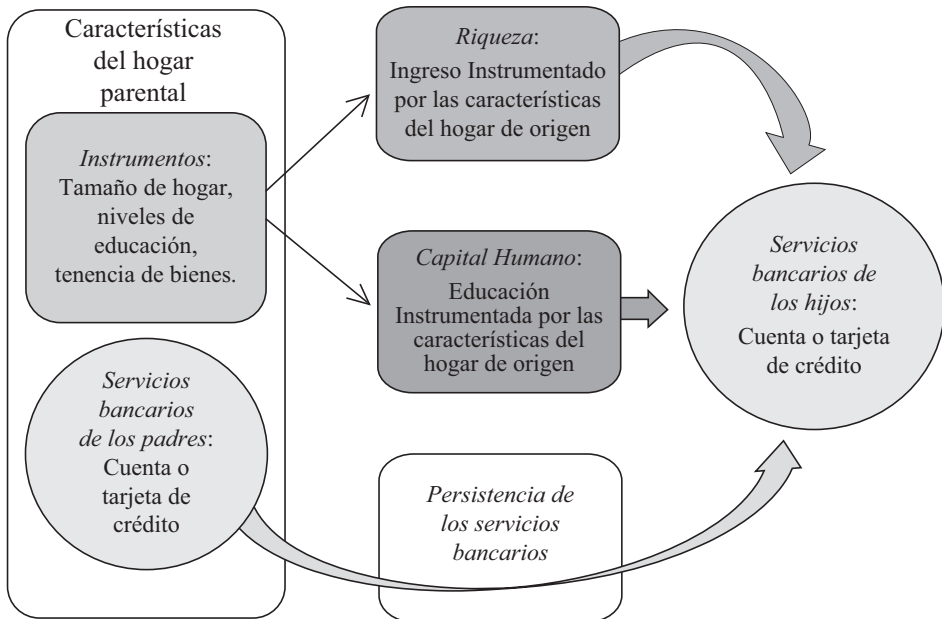 Características
del hogar
parental
Instrumentos:
Tamaño de hogar,
niveles de
educación,
tenencia de bienes.
Servicios
bancarios
de los padres:
Cuenta o
tarjeta de
crédito
Riqueza:
Ingreso Instrumentado
por las características
del hogar de origen
Capital Humano:
Educación
Instrumentada por las
características del
hogar de origen
Persistencia de
los servicios
bancarios
Servicios
bancarios de
los hijos:
Cuenta o tarjeta
de crédito